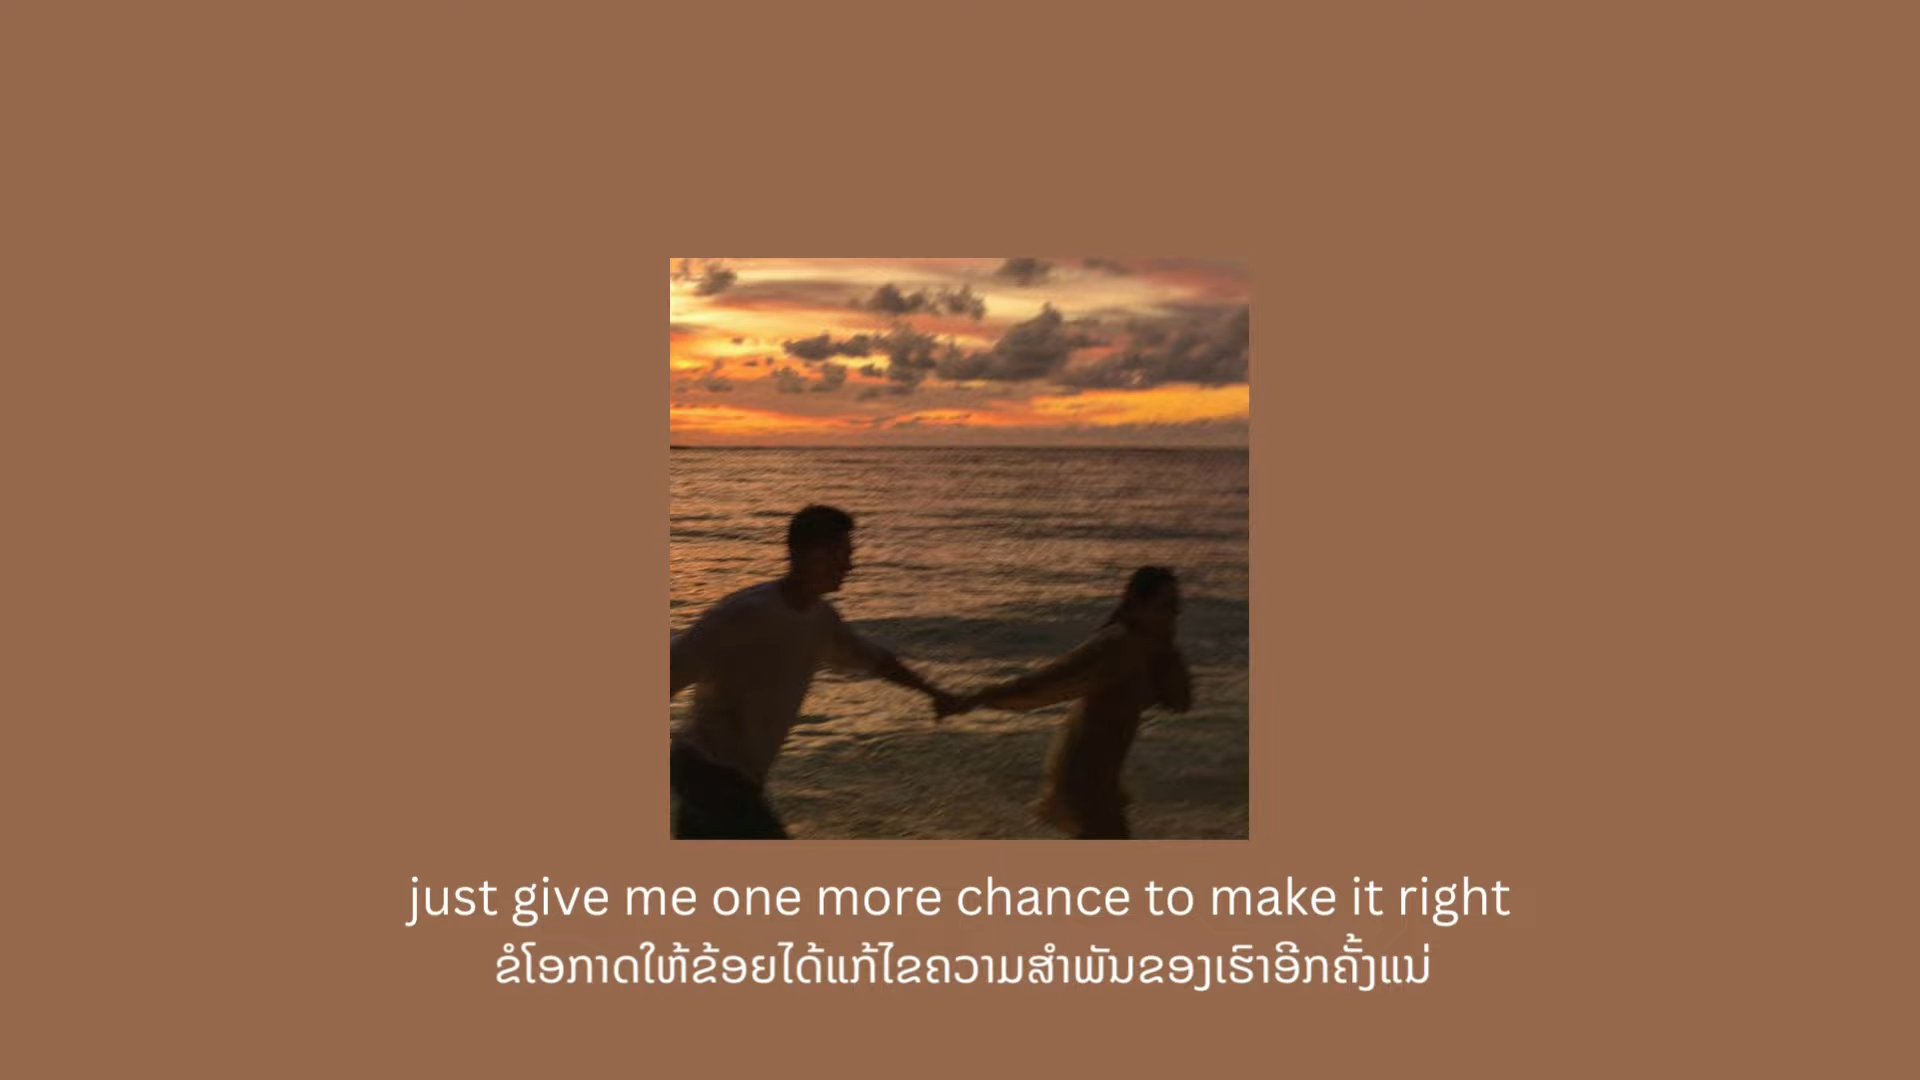 just give me one more chance to make it right
ຂໍໂອກາດໃຫ້ຂ້ອຍໄດ້ແກ້ໄຂຄວາມສຳພັນຂອງເຮົາອີກຄັ້ງແນ່